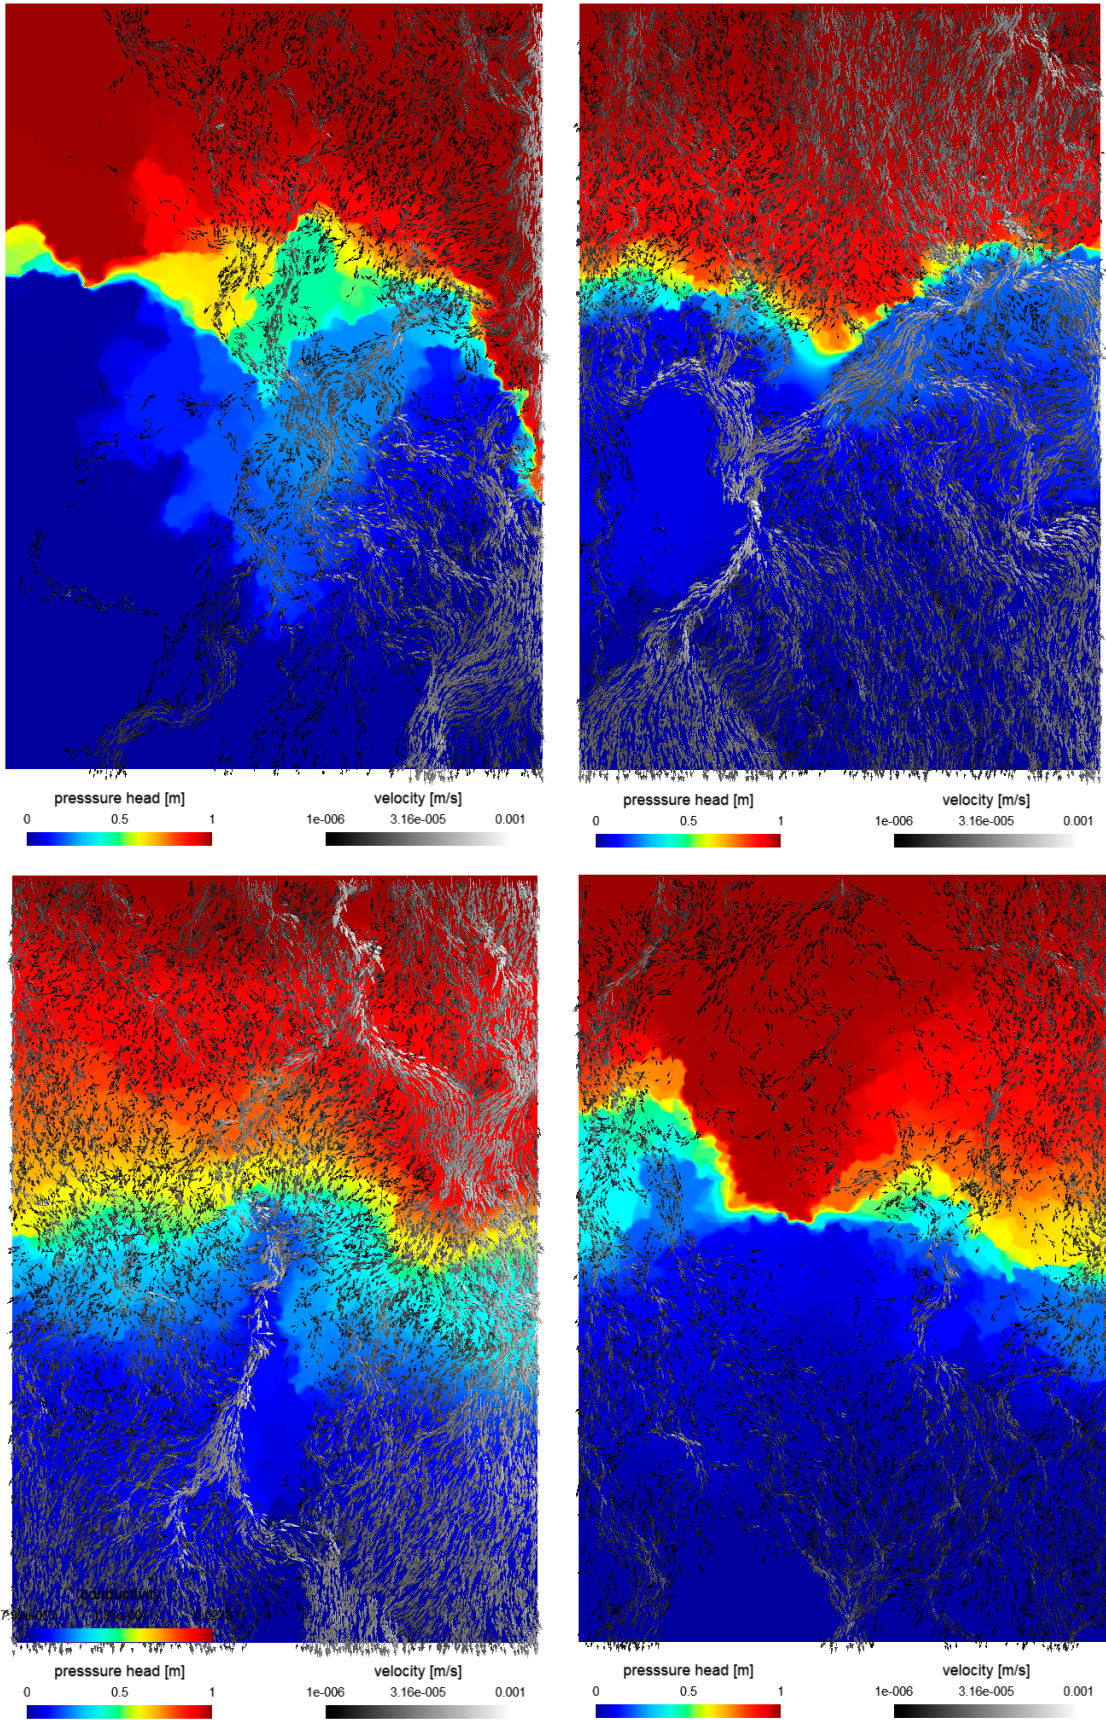 presssure head [m] velocity [m/s]
0 0.5 1 1e-006 3.16e-005 0.001
presssure head [m] velocity [m/s]
0 0.5 1 1e-006 3.16e-005 0.001
conductivity
presssure head [m] velocity [m/s]
0 0.5 1 1e-006 3.16e-005 0.001
presssure head [m] velocity [m/s]
0 0.5 1 1e-006 3.16e-005 0.001